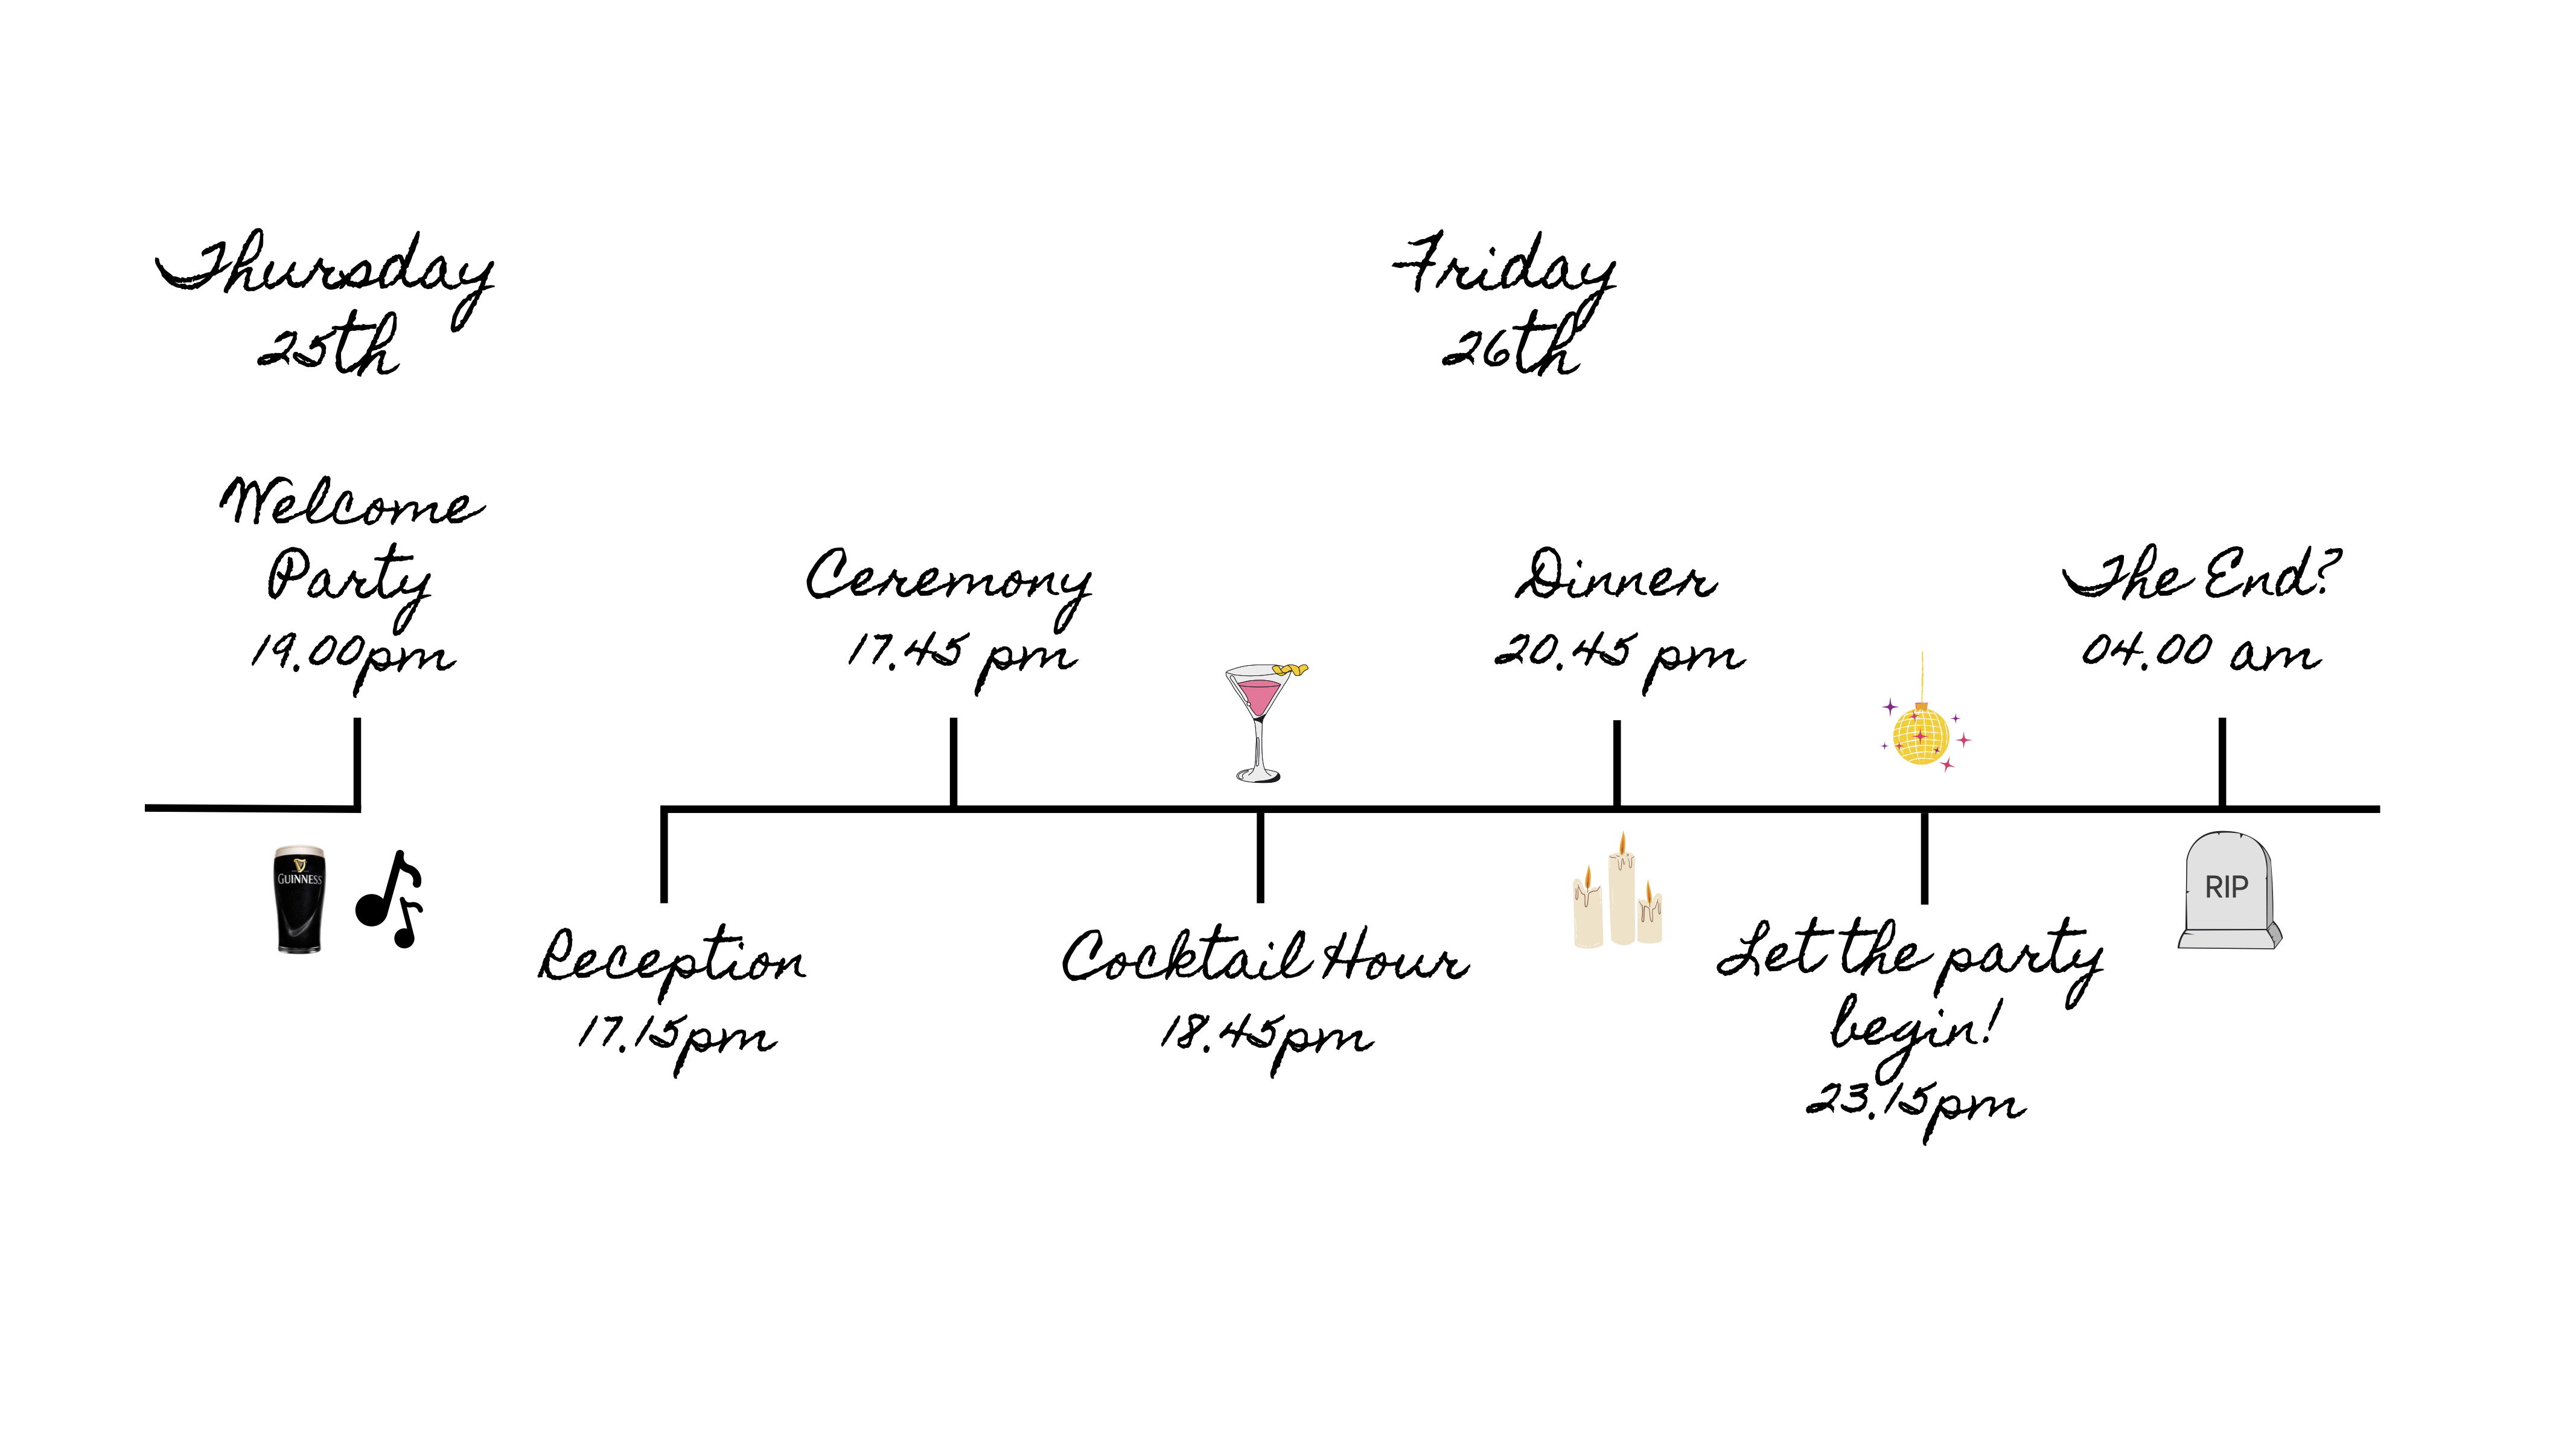 Thursday
25th
Friday
26th
Welcome
Party
19.00pm
Reception
17.15pm
Ceremony
17.45 pm
Cocktail Hour
18.45pm
Dinner
20.45 pm
Let the party
begin!
23.15pm
The End?
04.00 am
GUINNESS
RIP